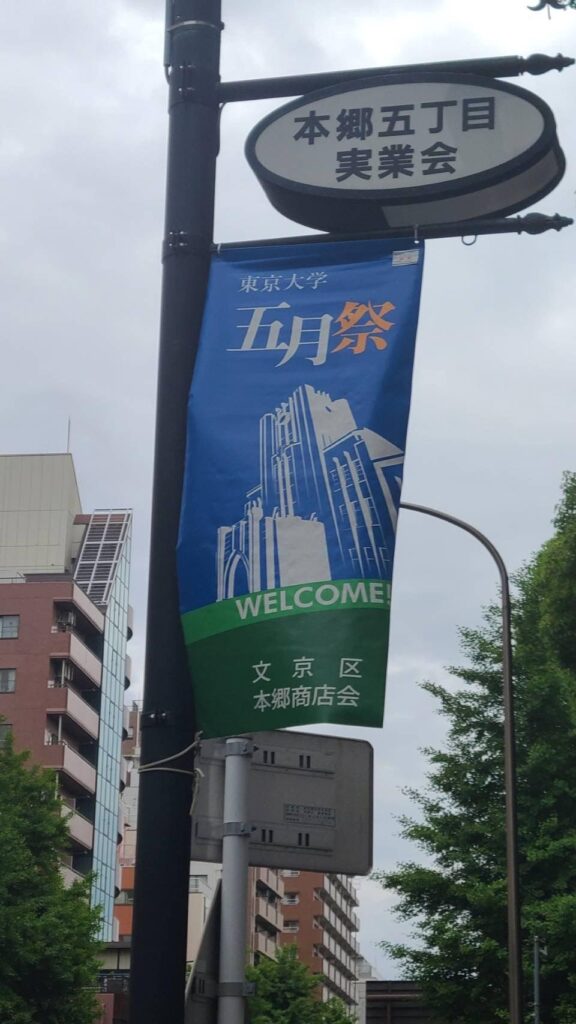 本郷五丁目
実業会
東京大学
五月祭
WELCOME!
文京区
本郷商店会